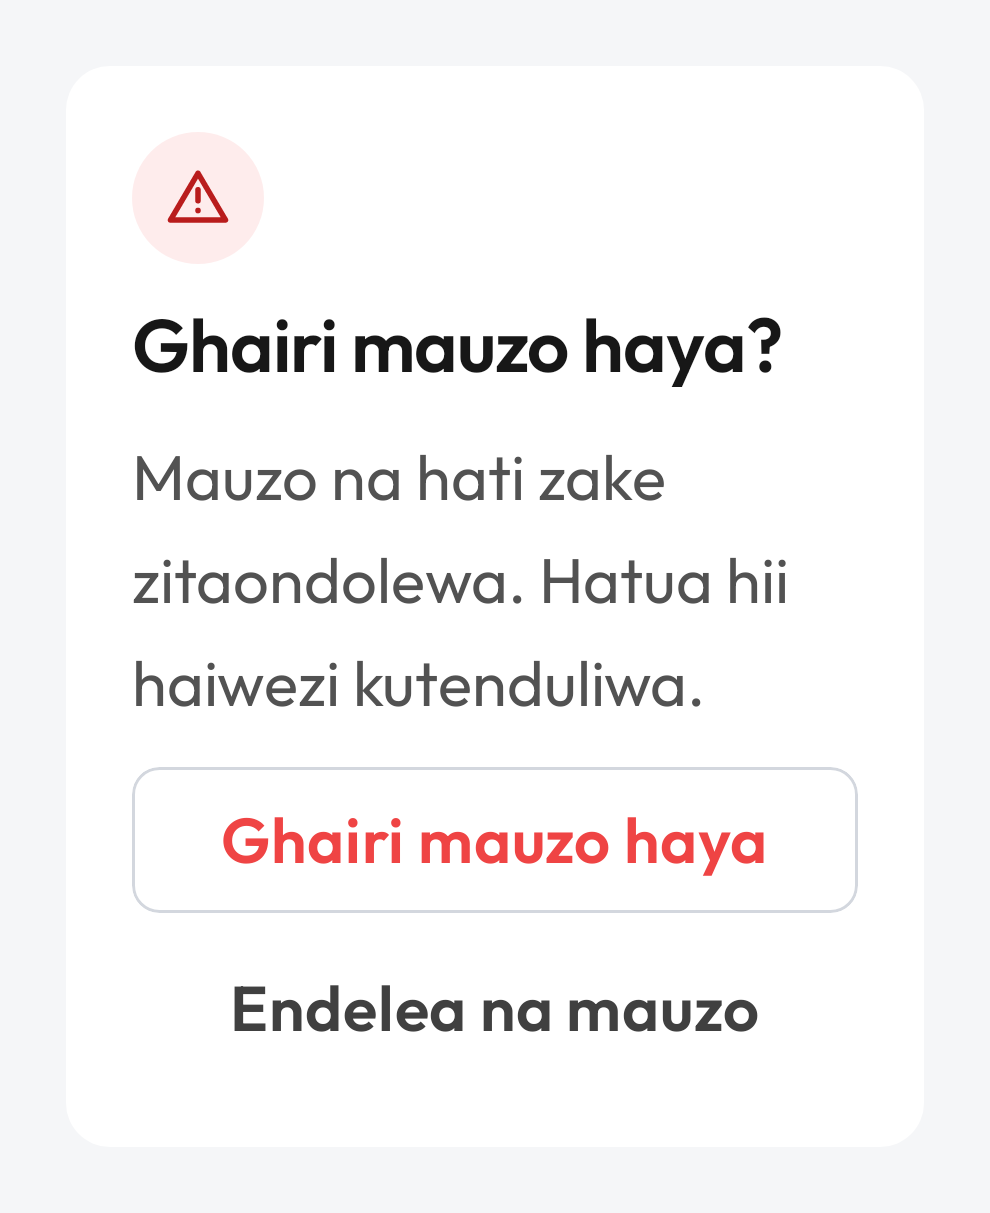 Ghairi mauzo haya?
Mauzo na hati zake
zitaondolewa. Hatua hii
haiwezi kutenduliwa.
Ghairi mauzo haya
Endelea na mauzo